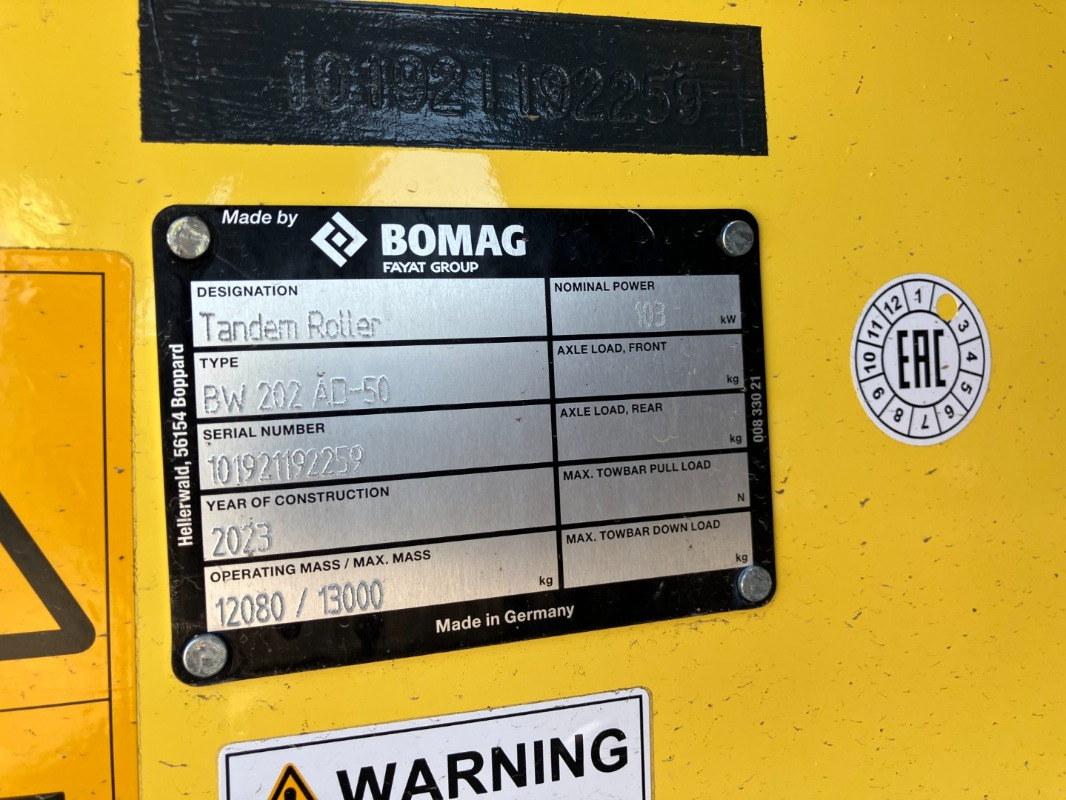 101921192259
Made by BOMAG
FAYAT GROUP
DESIGNATION
Tandem Roller
TYPE
BW 202 AD-50
SERIAL NUMBER
101921192259
YEAR OF CONSTRUCTION
2023
OPERATING MASS / MAX. MASS
12080 / 13000 kg
NOMINAL POWER
103 kW
AXLE LOAD, FRONT
kg
AXLE LOAD, REAR
kg
MAX. TOWBAR PULL LOAD
N
MAX. TOWBAR DOWN LOAD
kg
Made in Germany
Hellerwald, 56154 Boppard
008 330 21
1 3 4 5 6 7 8 9 10 11 12
EAC
WARNING